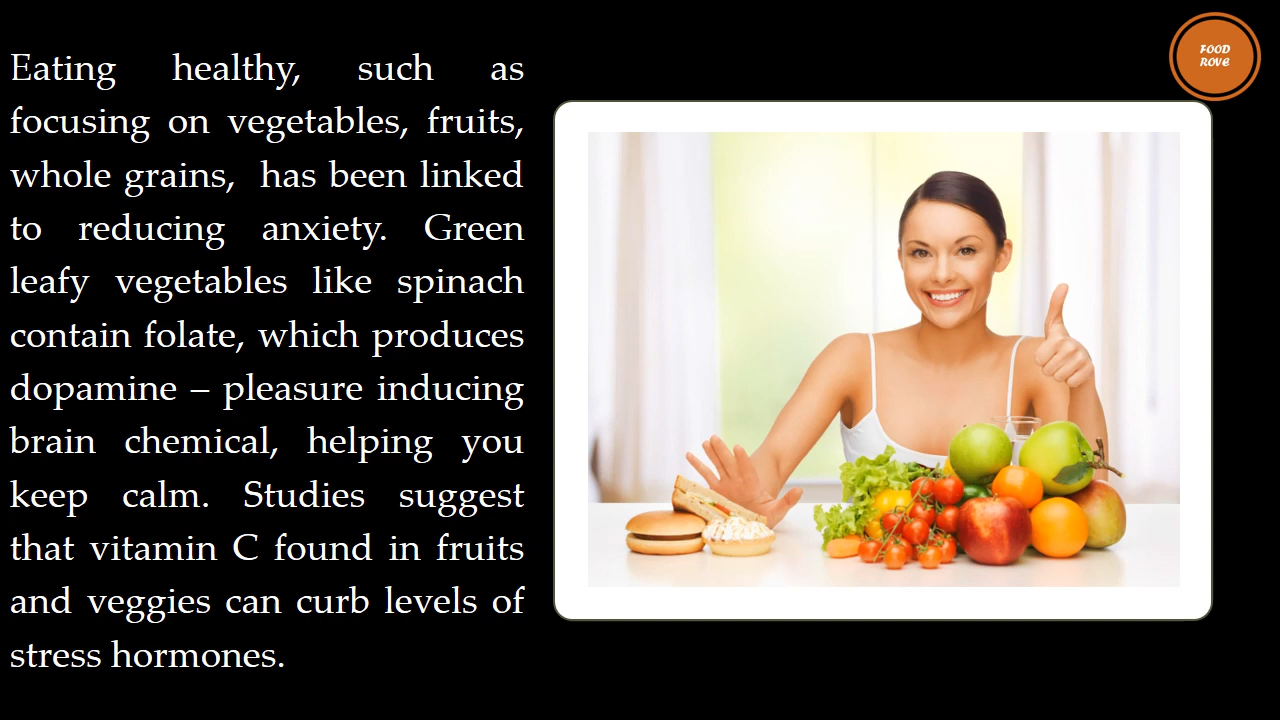 Eating healthy, such as
focusing on vegetables, fruits,
whole grains,  has been linked
to reducing anxiety. Green
leafy vegetables like spinach
contain folate, which produces
dopamine – pleasure inducing
brain chemical, helping you
keep calm. Studies suggest
that vitamin C found in fruits
and veggies can curb levels of
stress hormones.
FOOD
ROVE